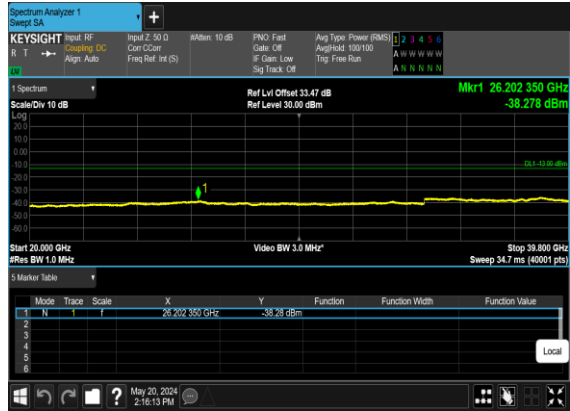 Spectrum Analyzer 1
Swept SA
+
KEYSIGHT Input: RF Input Z: 50 Ω #Atten: 10 dB PNO: Fast Avg Type: Power (RMS) 1 2 3 4 5 6
R T Coupling: DC Corr CCorr Gate: Off Avg|Hold: 100/100 A W W W W W
Align: Auto Freq Ref: Int (S) IF Gain: Low Trig: Free Run
LXI Sig Track: Off A N N N N N
1 Spectrum Ref Lvl Offset 33.47 dB Mkr1 26.202 350 GHz
Scale/Div 10 dB Ref Level 30.00 dBm -38.278 dBm
Log
20.0
10.0
0.00
-10.0 DL1 -13.00 dBm
-20.0
-30.0 1
-40.0
-50.0
-60.0
Start 20.000 GHz Video BW 3.0 MHz* Stop 39.800 GHz
#Res BW 1.0 MHz Sweep 34.7 ms (40001 pts)
5 Marker Table
Mode Trace Scale X Y Function Function Width Function Value
1 N 1 f 26.202 350 GHz -38.28 dBm
2
3
4
5
6
Local
? May 20, 2024
2:16:13 PM